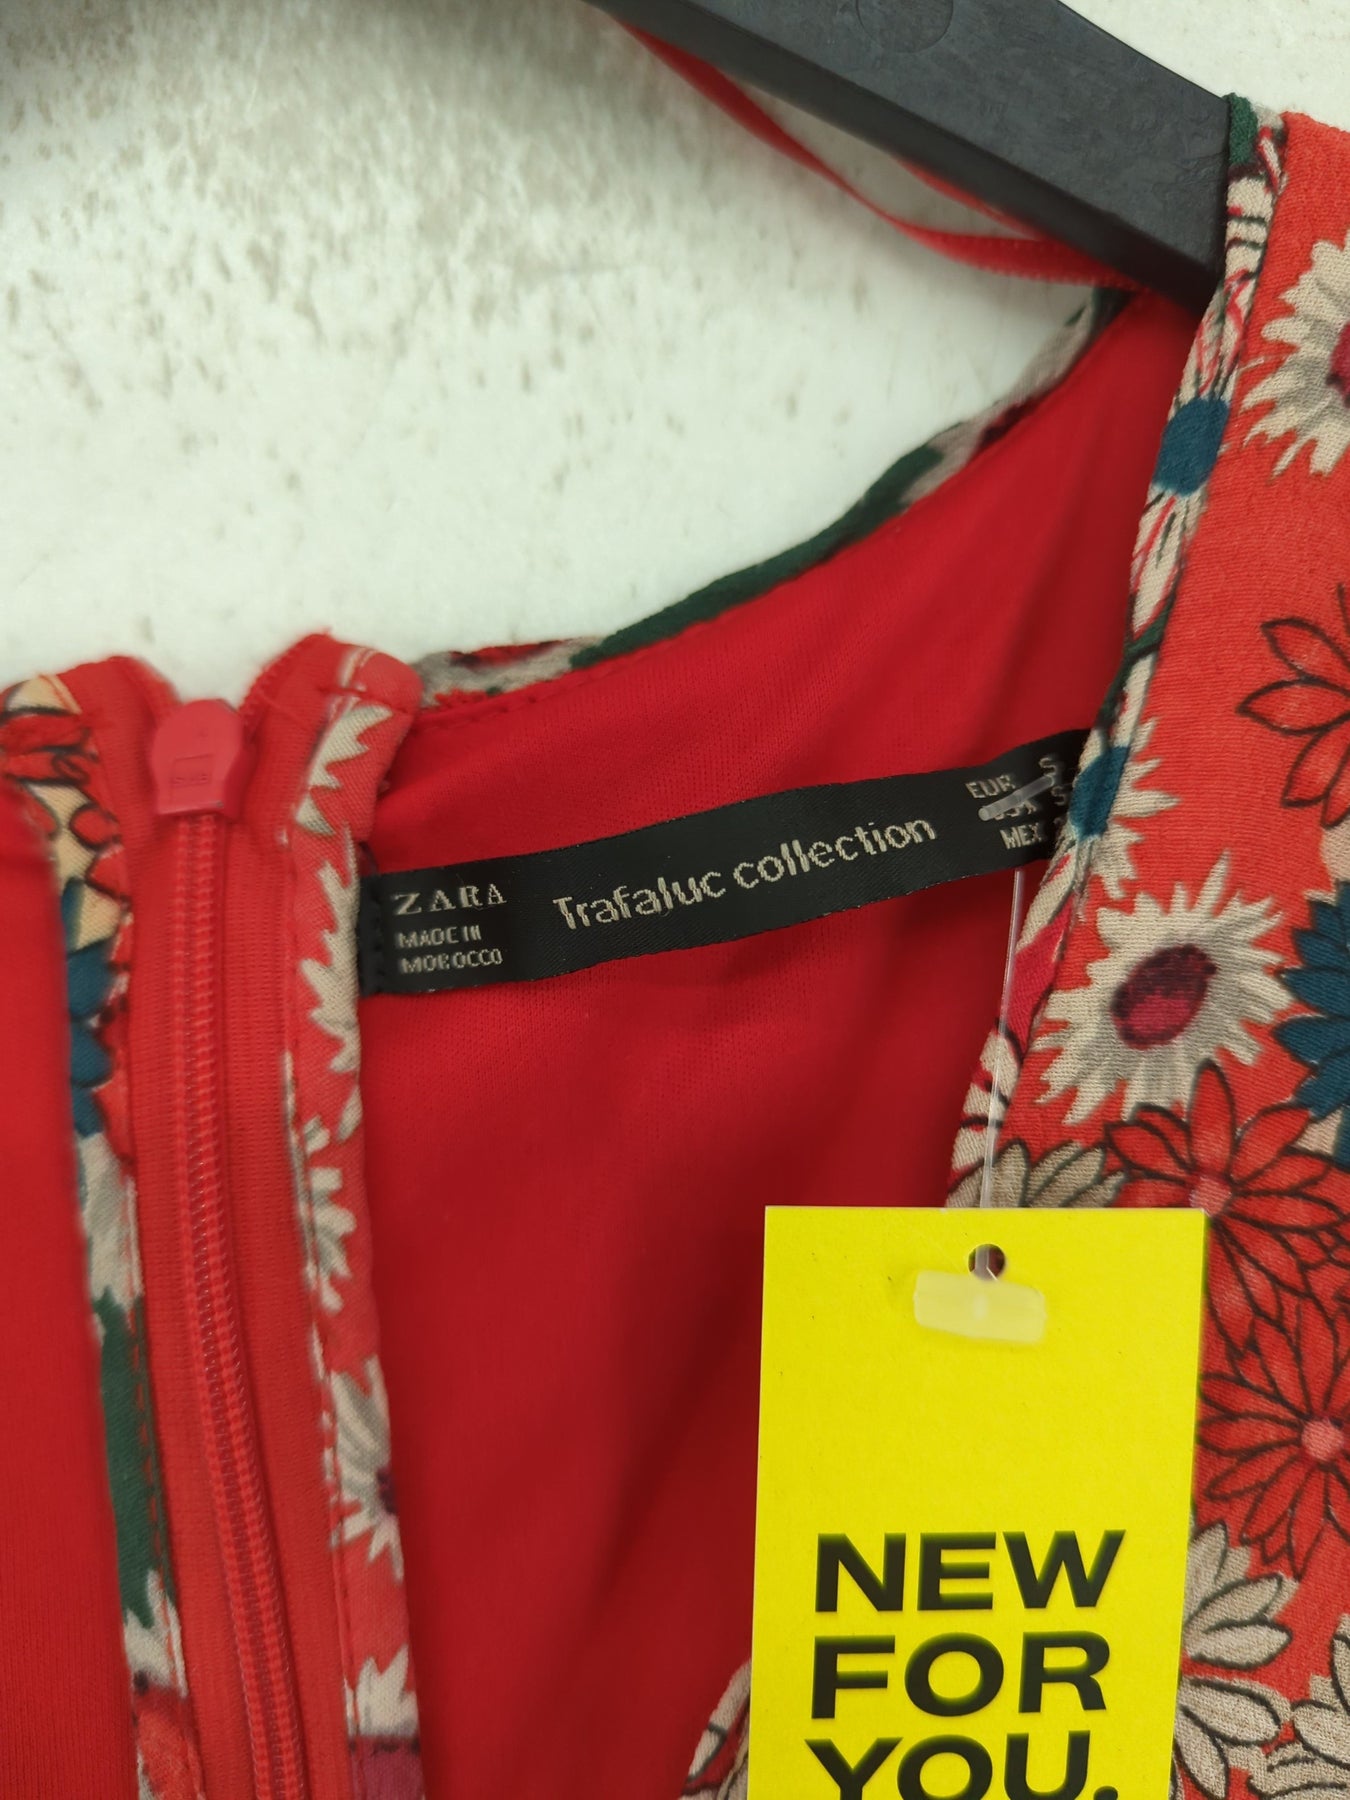 ZARA
MADE IN
MOROCCO
Trafaluc collection
EUR S
MEX
NEW
FOR
YOU.